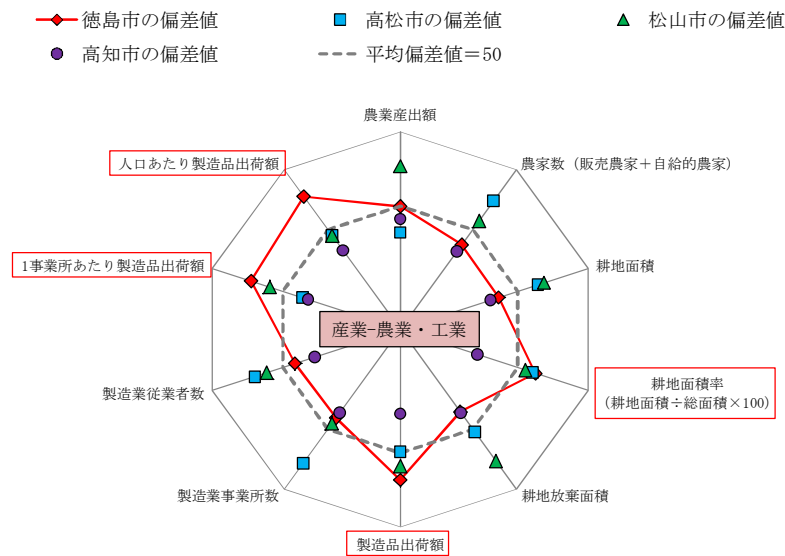 徳島市の偏差値
高松市の偏差値
松山市の偏差値
高知市の偏差値
平均偏差値＝50
農業産出額
人口あたり製造品出荷額
農家数（販売農家＋自給的農家）
1事業所あたり製造品出荷額
耕地面積
産業-農業・工業
製造業従業者数
耕地面積率
（耕地面積÷総面積×100）
製造業事業所数
耕地放棄面積
製造品出荷額